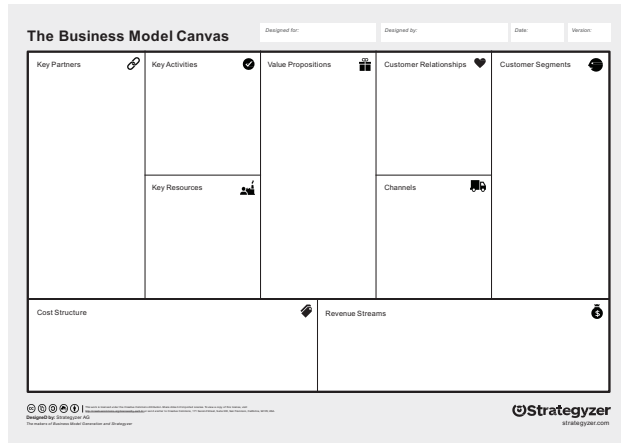 The Business Model Canvas
Designed for:
Designed by:
Date:
Version:
Key Partners
Key Activities
Value Propositions
Customer Relationships
Customer Segments
Key Resources
Channels
Cost Structure
Revenue Streams
Designed by: Strategyzer AG
The makers of Business Model Generation and Strategyzer
Strategyzer
strategyzer.com